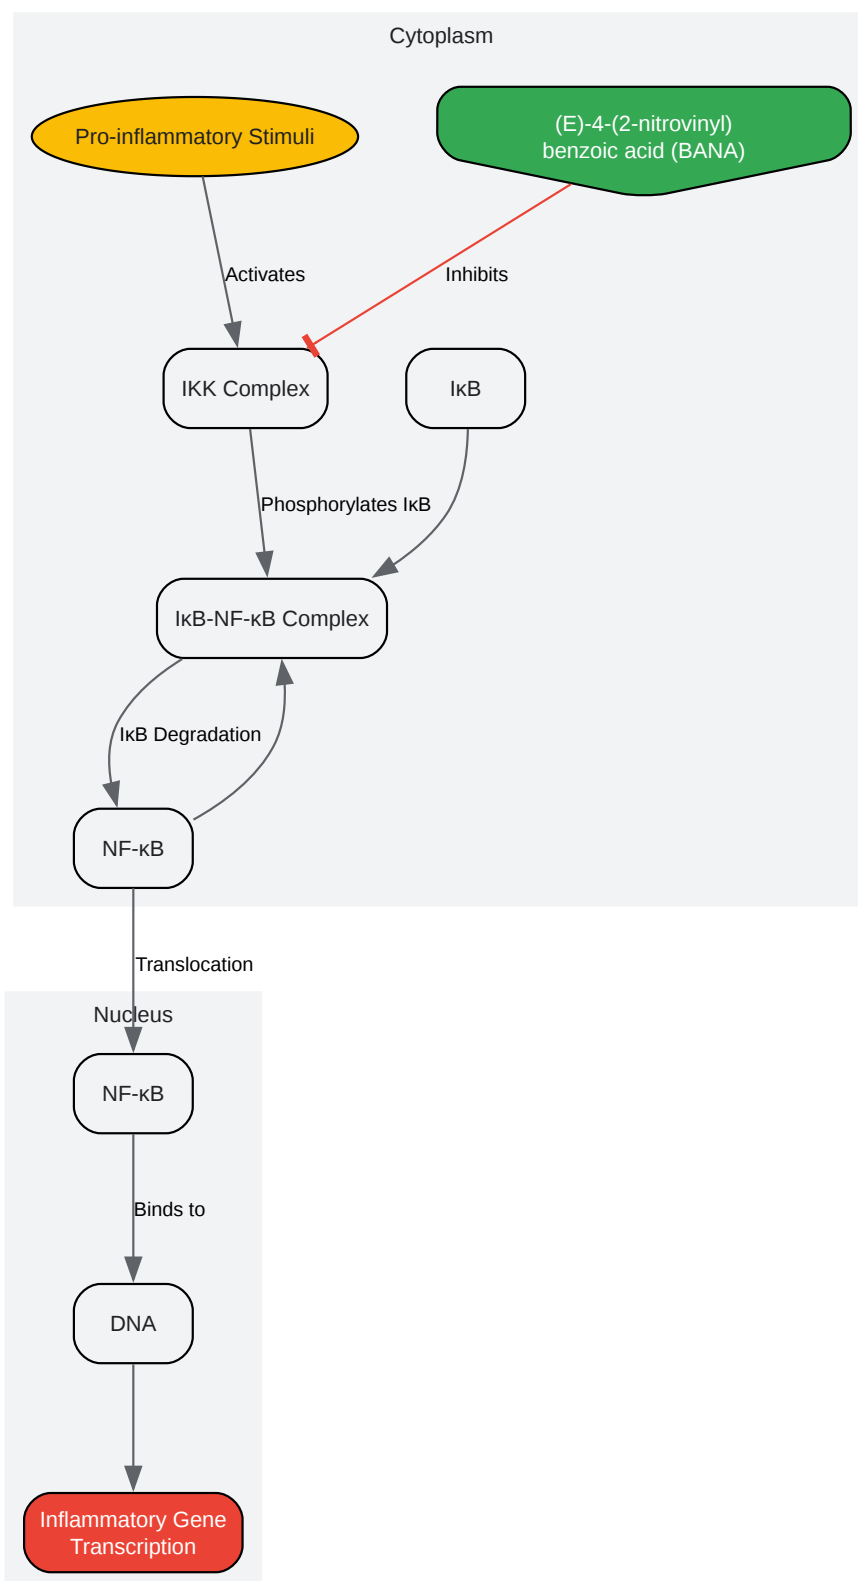 Cytoplasm
Pro-inflammatory Stimuli
(E)-4-(2-nitrovinyl)
benzoic acid (BANA)
Activates
Inhibits
IKK Complex
IκB
Phosphorylates IκB
IκB-NF-κB Complex
IκB Degradation
NF-κB
Translocation
Nucleus
NF-κB
Binds to
DNA
Inflammatory Gene
Transcription